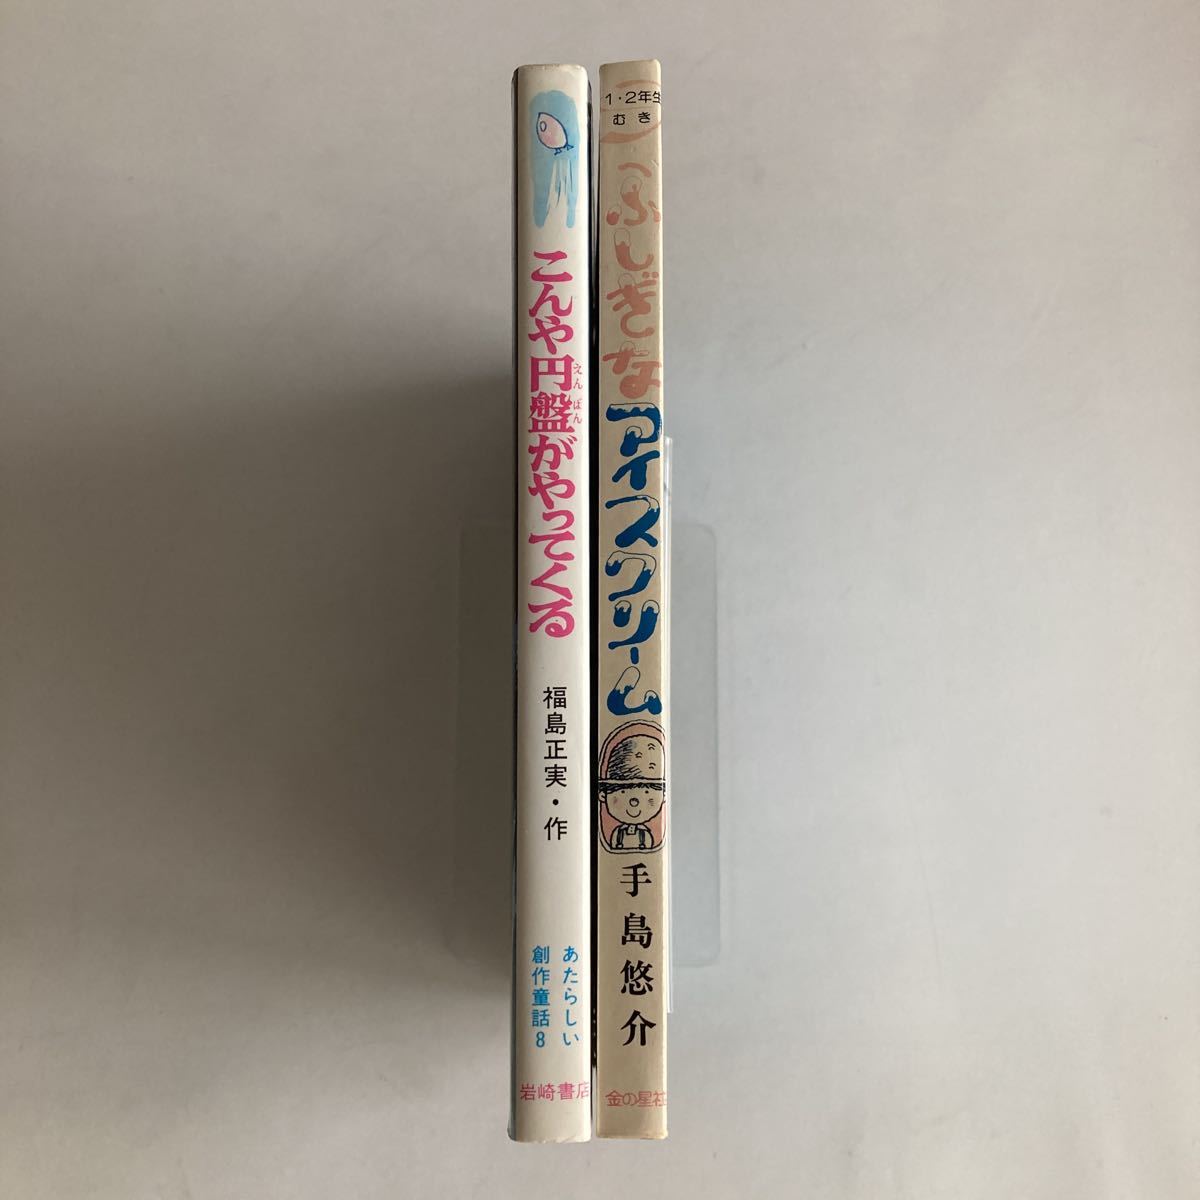 こんや円盤がやってくる
えんばん
福島正実・作
あたらしい
創作童話8
岩崎書店
1・2年生
むき
ふしぎな
アイスクリーム
手島悠介
金の星社